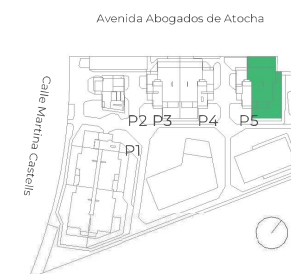 Avenida Abogados de Atocha
Calle Martina Castells
P2 P3 P4 P5
P1